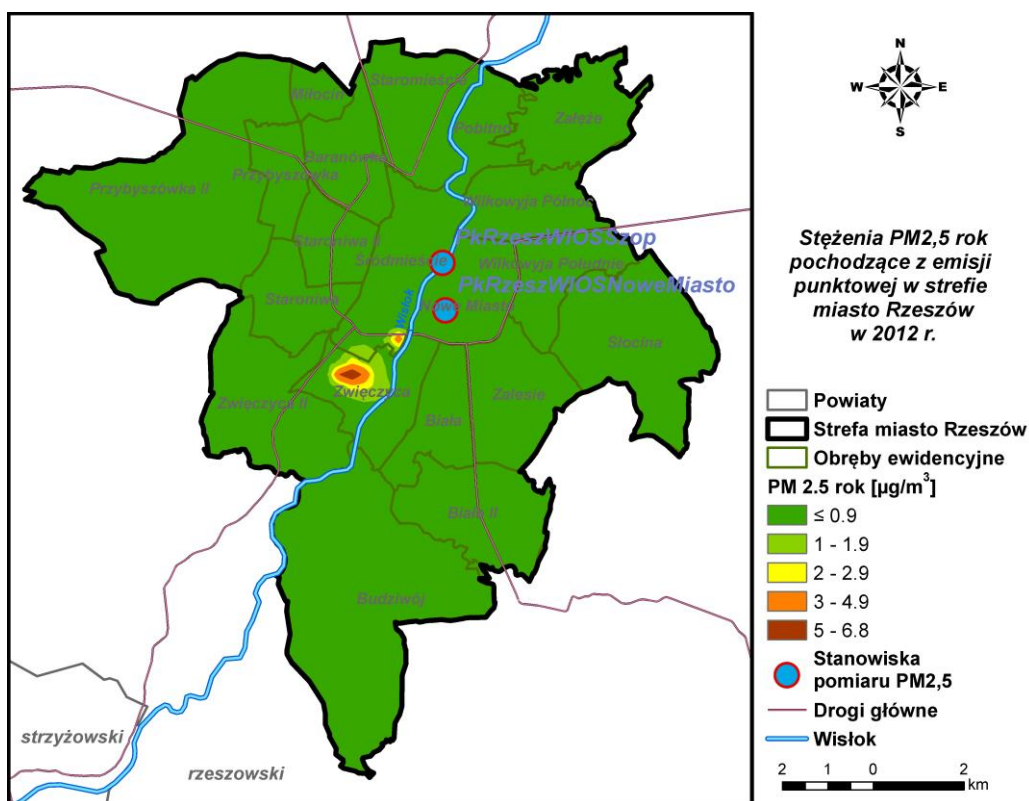 Staromieście
Miłocin
Pobitno
Załęże
Baranówka
Przybyszówka
Przybyszówka II
Wilkowyja Północ
PkRzeszWIOSSzop
Staroniwa II
Śródmieście
Wilkowyja Południe
PkRzeszWIOSNoweMiasto
Staroniwa
Nowe Miasto
Wisłok
Słocina
Zwięczyca
Zwięczyca II
Zalesie
Biała
Biała II
Budziwój
strzyżowski
rzeszowski
N
W
E
S
Stężenia PM2,5 rok
pochodzące z emisji
punktowej w strefie
miasto Rzeszów
w 2012 r.
Powiaty
Strefa miasto Rzeszów
Obręby ewidencyjne
PM 2.5 rok [µg/m³]
≤ 0.9
1 - 1.9
2 - 2.9
3 - 4.9
5 - 6.8
Stanowiska
pomiaru PM2,5
Drogi główne
Wisłok
2 1 0 2
km